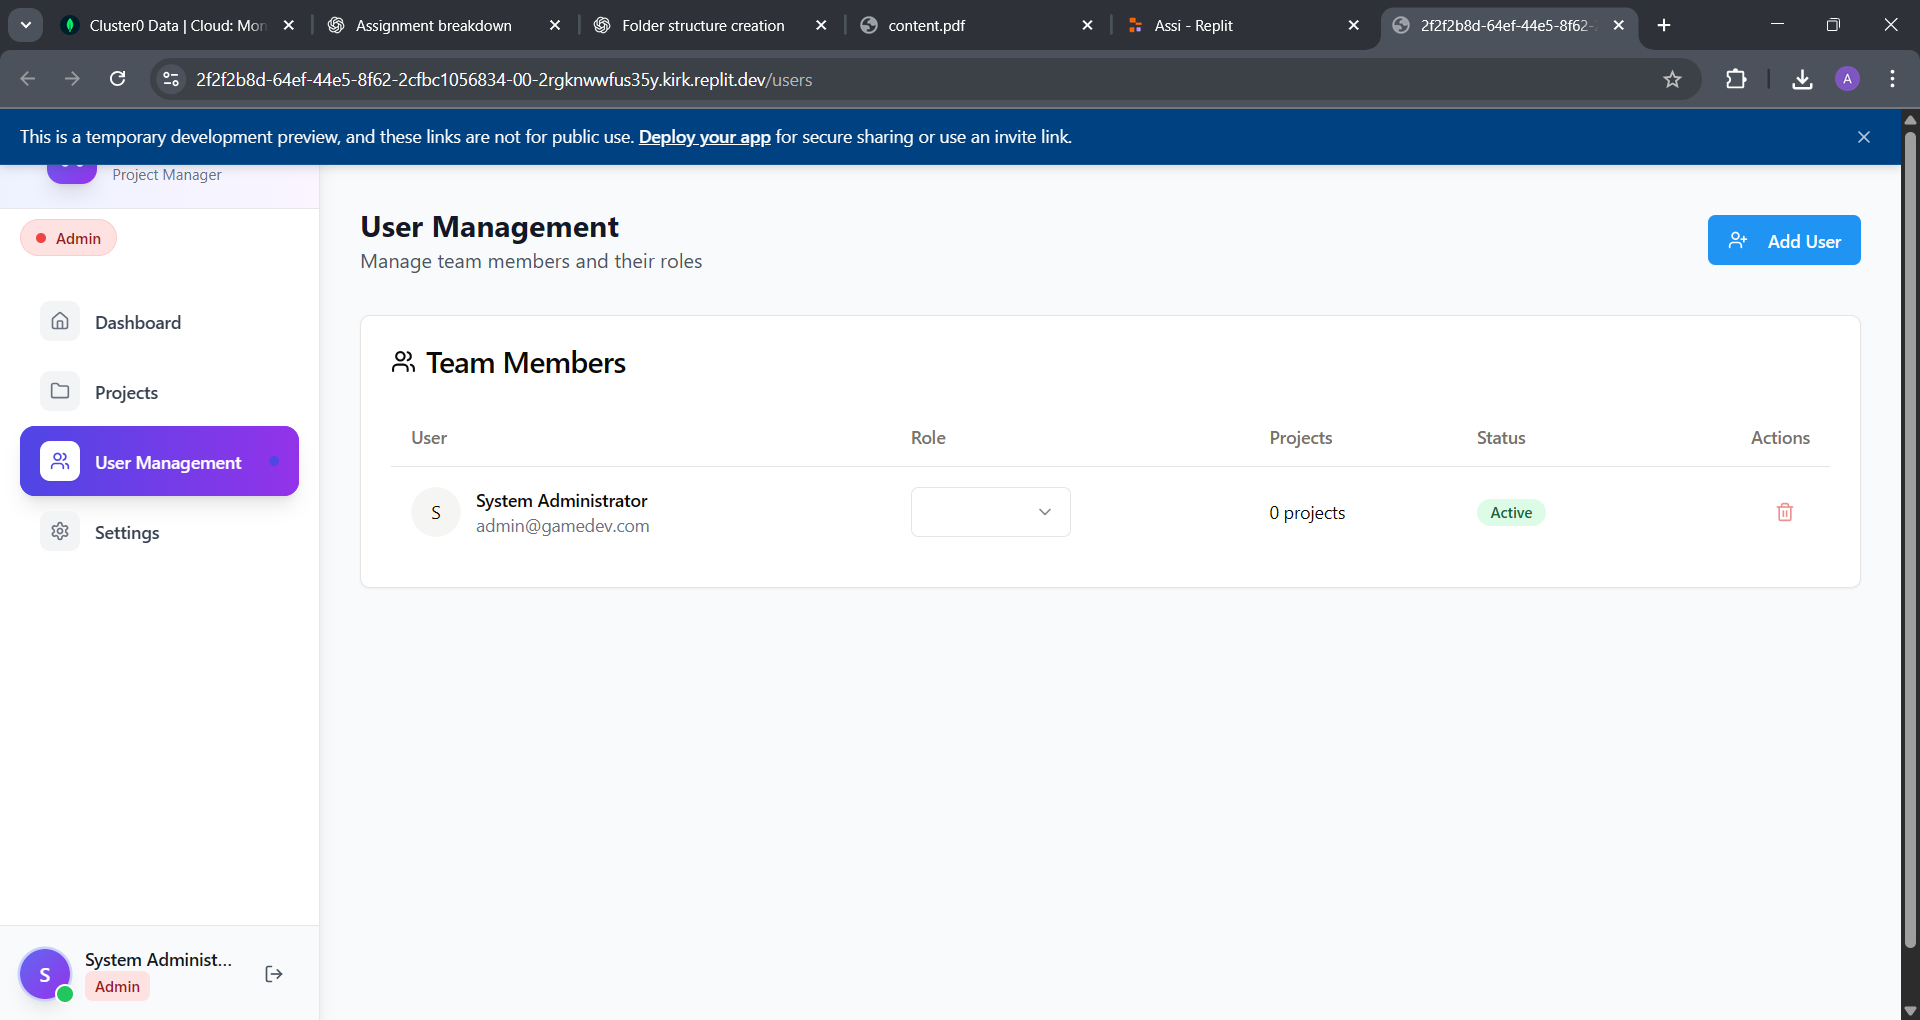 Cluster0 Data | Cloud: Mon
Assignment breakdown
Folder structure creation
content.pdf
Assi - Replit
2f2f2b8d-64ef-44e5-8f62-
2f2f2b8d-64ef-44e5-8f62-2cfbc1056834-00-2rgknwwfus35y.kirk.replit.dev/users
A
This is a temporary development preview, and these links are not for public use. Deploy your app for secure sharing or use an invite link.
Project Manager
Admin
Dashboard
Projects
User Management
Settings
User Management
Manage team members and their roles
Add User
Team Members
User Role Projects Status Actions
S
System Administrator
admin@gamedev.com
0 projects
Active
S
System Administ...
Admin